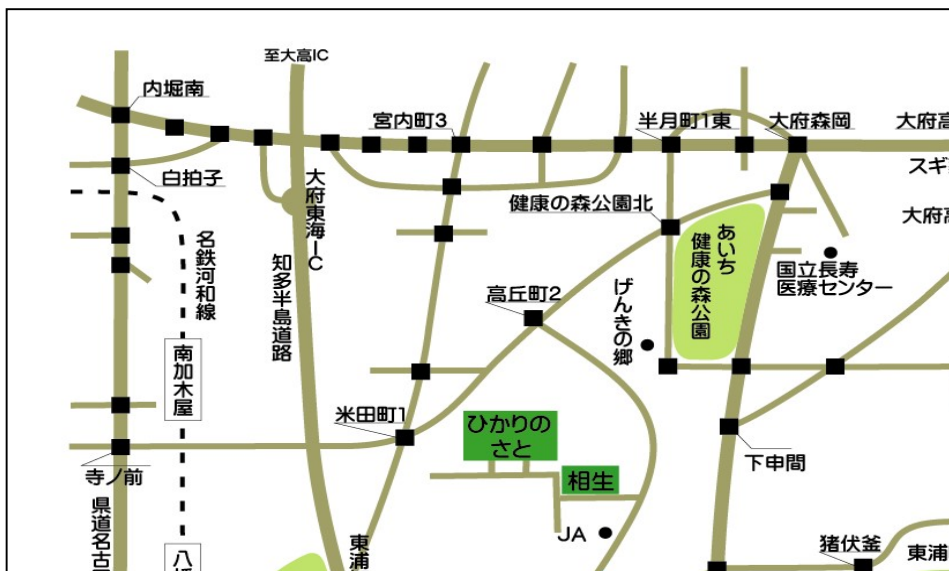 至大高IC
内堀南
宮内町3
半月町1東
大府森岡
大府高
スギ
白拍子
大府東海IC
健康の森公園北
大府高
名鉄河和線
知多半島道路
あいち
健康の森公園
国立長寿
医療センター
高丘町2
げんきの郷
南加木屋
米田町1
ひかりの
さと
下申間
寺ノ前
相生
県道名古
八
東浦
JA
猪伏釜
東浦